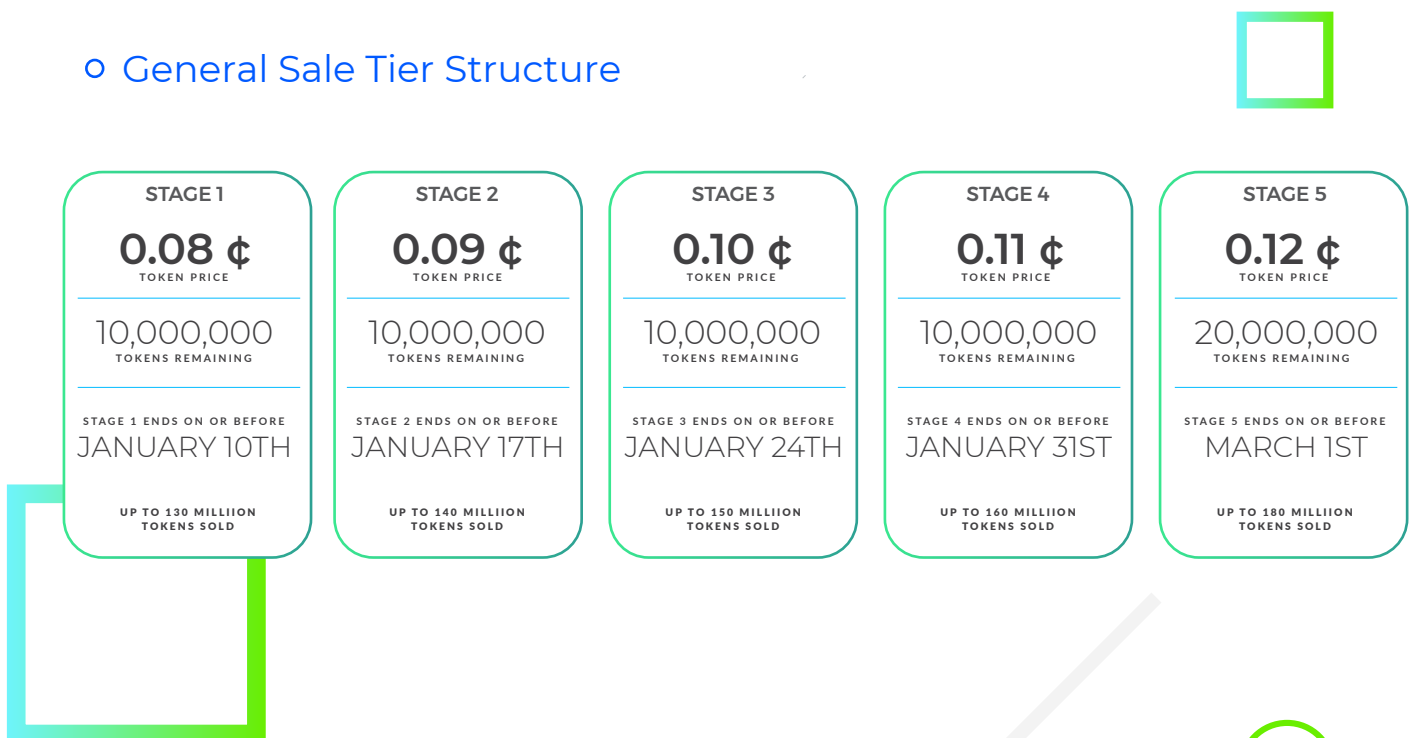 General Sale Tier Structure
STAGE 1
0.08 ¢
TOKEN PRICE
10,000,000
TOKENS REMAINING
STAGE 1 ENDS ON OR BEFORE
JANUARY 10TH
UP TO 130 MILLIION
TOKENS SOLD
STAGE 2
0.09 ¢
TOKEN PRICE
10,000,000
TOKENS REMAINING
STAGE 2 ENDS ON OR BEFORE
JANUARY 17TH
UP TO 140 MILLIION
TOKENS SOLD
STAGE 3
0.10 ¢
TOKEN PRICE
10,000,000
TOKENS REMAINING
STAGE 3 ENDS ON OR BEFORE
JANUARY 24TH
UP TO 150 MILLIION
TOKENS SOLD
STAGE 4
0.11 ¢
TOKEN PRICE
10,000,000
TOKENS REMAINING
STAGE 4 ENDS ON OR BEFORE
JANUARY 31ST
UP TO 160 MILLIION
TOKENS SOLD
STAGE 5
0.12 ¢
TOKEN PRICE
20,000,000
TOKENS REMAINING
STAGE 5 ENDS ON OR BEFORE
MARCH 1ST
UP TO 180 MILLIION
TOKENS SOLD